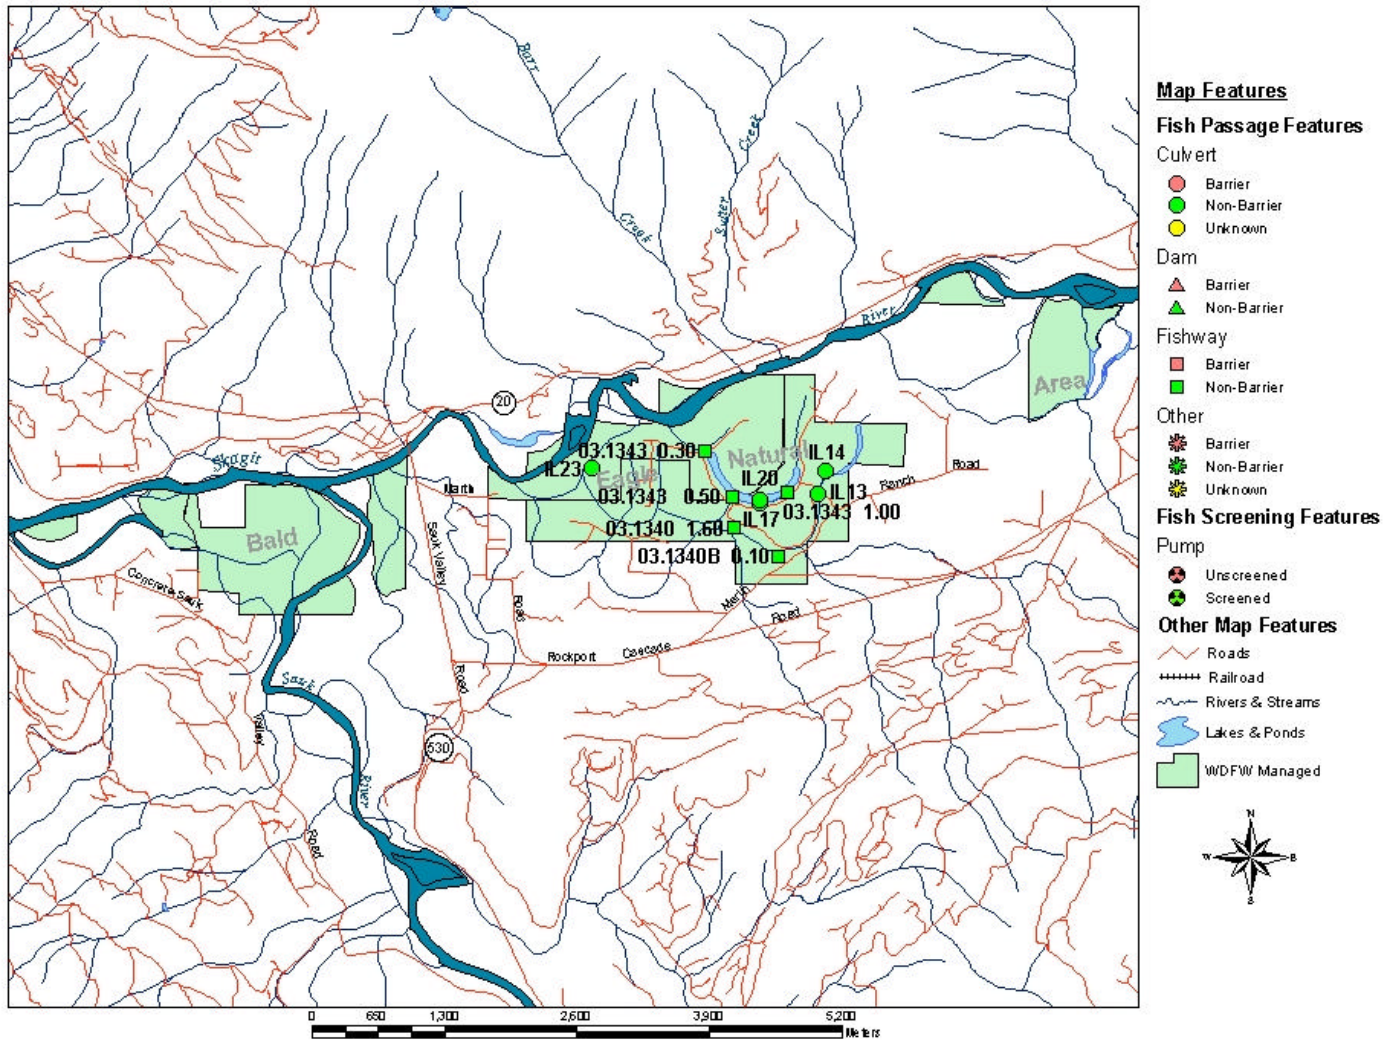 Barr
Creek
Creek
Sutter
River
20
Skagit
03.1343 0.30
IL23
Eagle
Natural
Area
IL14
IL20
03.1343 0.50
IL13
Ranch
Road
03.1343 1.00
Martin
IL17
03.1340 1.60
Bald
03.1340B 0.10
Sauk Valley
Concrete Sauk
Road
Martin
Road
Rockport
Cascade
Road
Sauk
Valley
530
River
Road
0 650 1,300 2,600 3,900 5,200
Meters
Map Features
Fish Passage Features
Culvert
Barrier
Non-Barrier
Unknown
Dam
Barrier
Non-Barrier
Fishway
Barrier
Non-Barrier
Other
Barrier
Non-Barrier
Unknown
Fish Screening Features
Pump
Unscreened
Screened
Other Map Features
Roads
Railroad
Rivers & Streams
Lakes & Ponds
WDFW Managed
N
W
E
S